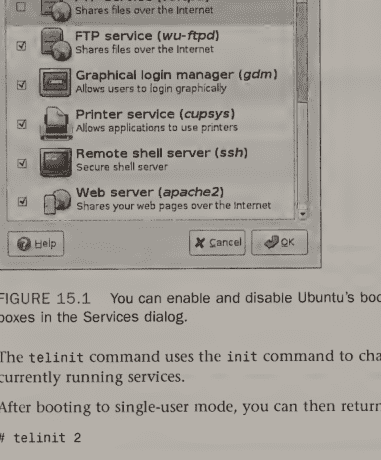 Shares files over the Internet
FTP service (wu-ftpd)
Shares files over the Internet
Graphical login manager (gdm)
Allows users to login graphically
Printer service (cupsys)
Allows applications to use printers
Remote shell server (ssh)
Secure shell server
Web server (apache2)
Shares your web pages over the Internet
Help
Cancel
OK
FIGURE 15.1 You can enable and disable Ubuntu's boo
boxes in the Services dialog.
The telinit command uses the init command to cha
currently running services.
After booting to single-user mode, you can then return
# telinit 2